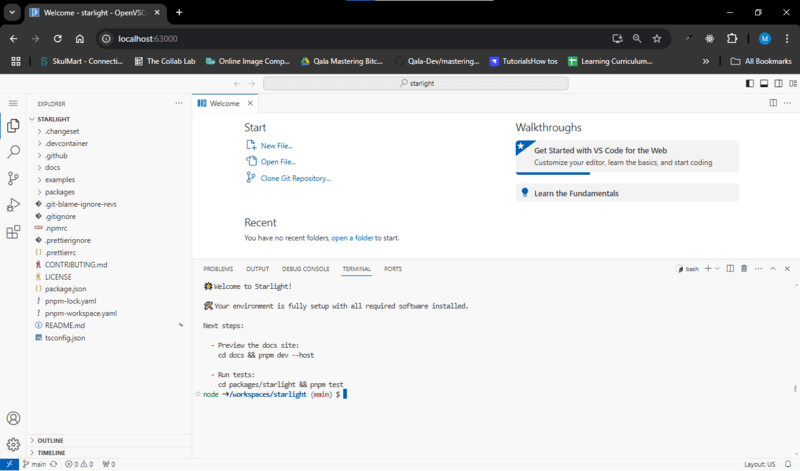 Welcome - starlight - OpenVSC
localhost:63000
M
SkulMart - Connecti...
The Collab Lab
Online Image Comp...
Qala Mastering Bitc...
Qala-Dev/mastering...
TutorialsHow tos
Learning Curriculum...
All Bookmarks
starlight
EXPLORER
STARLIGHT
.changeset
.devcontainer
.github
docs
examples
packages
.git-blame-ignore-revs
.gitignore
.npmrc
.prettierignore
.prettierrc
CONTRIBUTING.md
LICENSE
package.json
pnpm-lock.yaml
pnpm-workspace.yaml
README.md
tsconfig.json
OUTLINE
TIMELINE
Welcome
Start
New File...
Open File...
Clone Git Repository...
Recent
You have no recent folders, open a folder to start.
Walkthroughs
Get Started with VS Code for the Web
Customize your editor, learn the basics, and start coding
Learn the Fundamentals
PROBLEMS OUTPUT DEBUG CONSOLE TERMINAL PORTS
bash
Welcome to Starlight!
Your environment is fully setup with all required software installed.
Next steps:
- Preview the docs site:
cd docs && pnpm dev --host
- Run tests:
cd packages/starlight && pnpm test
node ➜ /workspaces/starlight (main) $
main 0 0 0 Layout: US